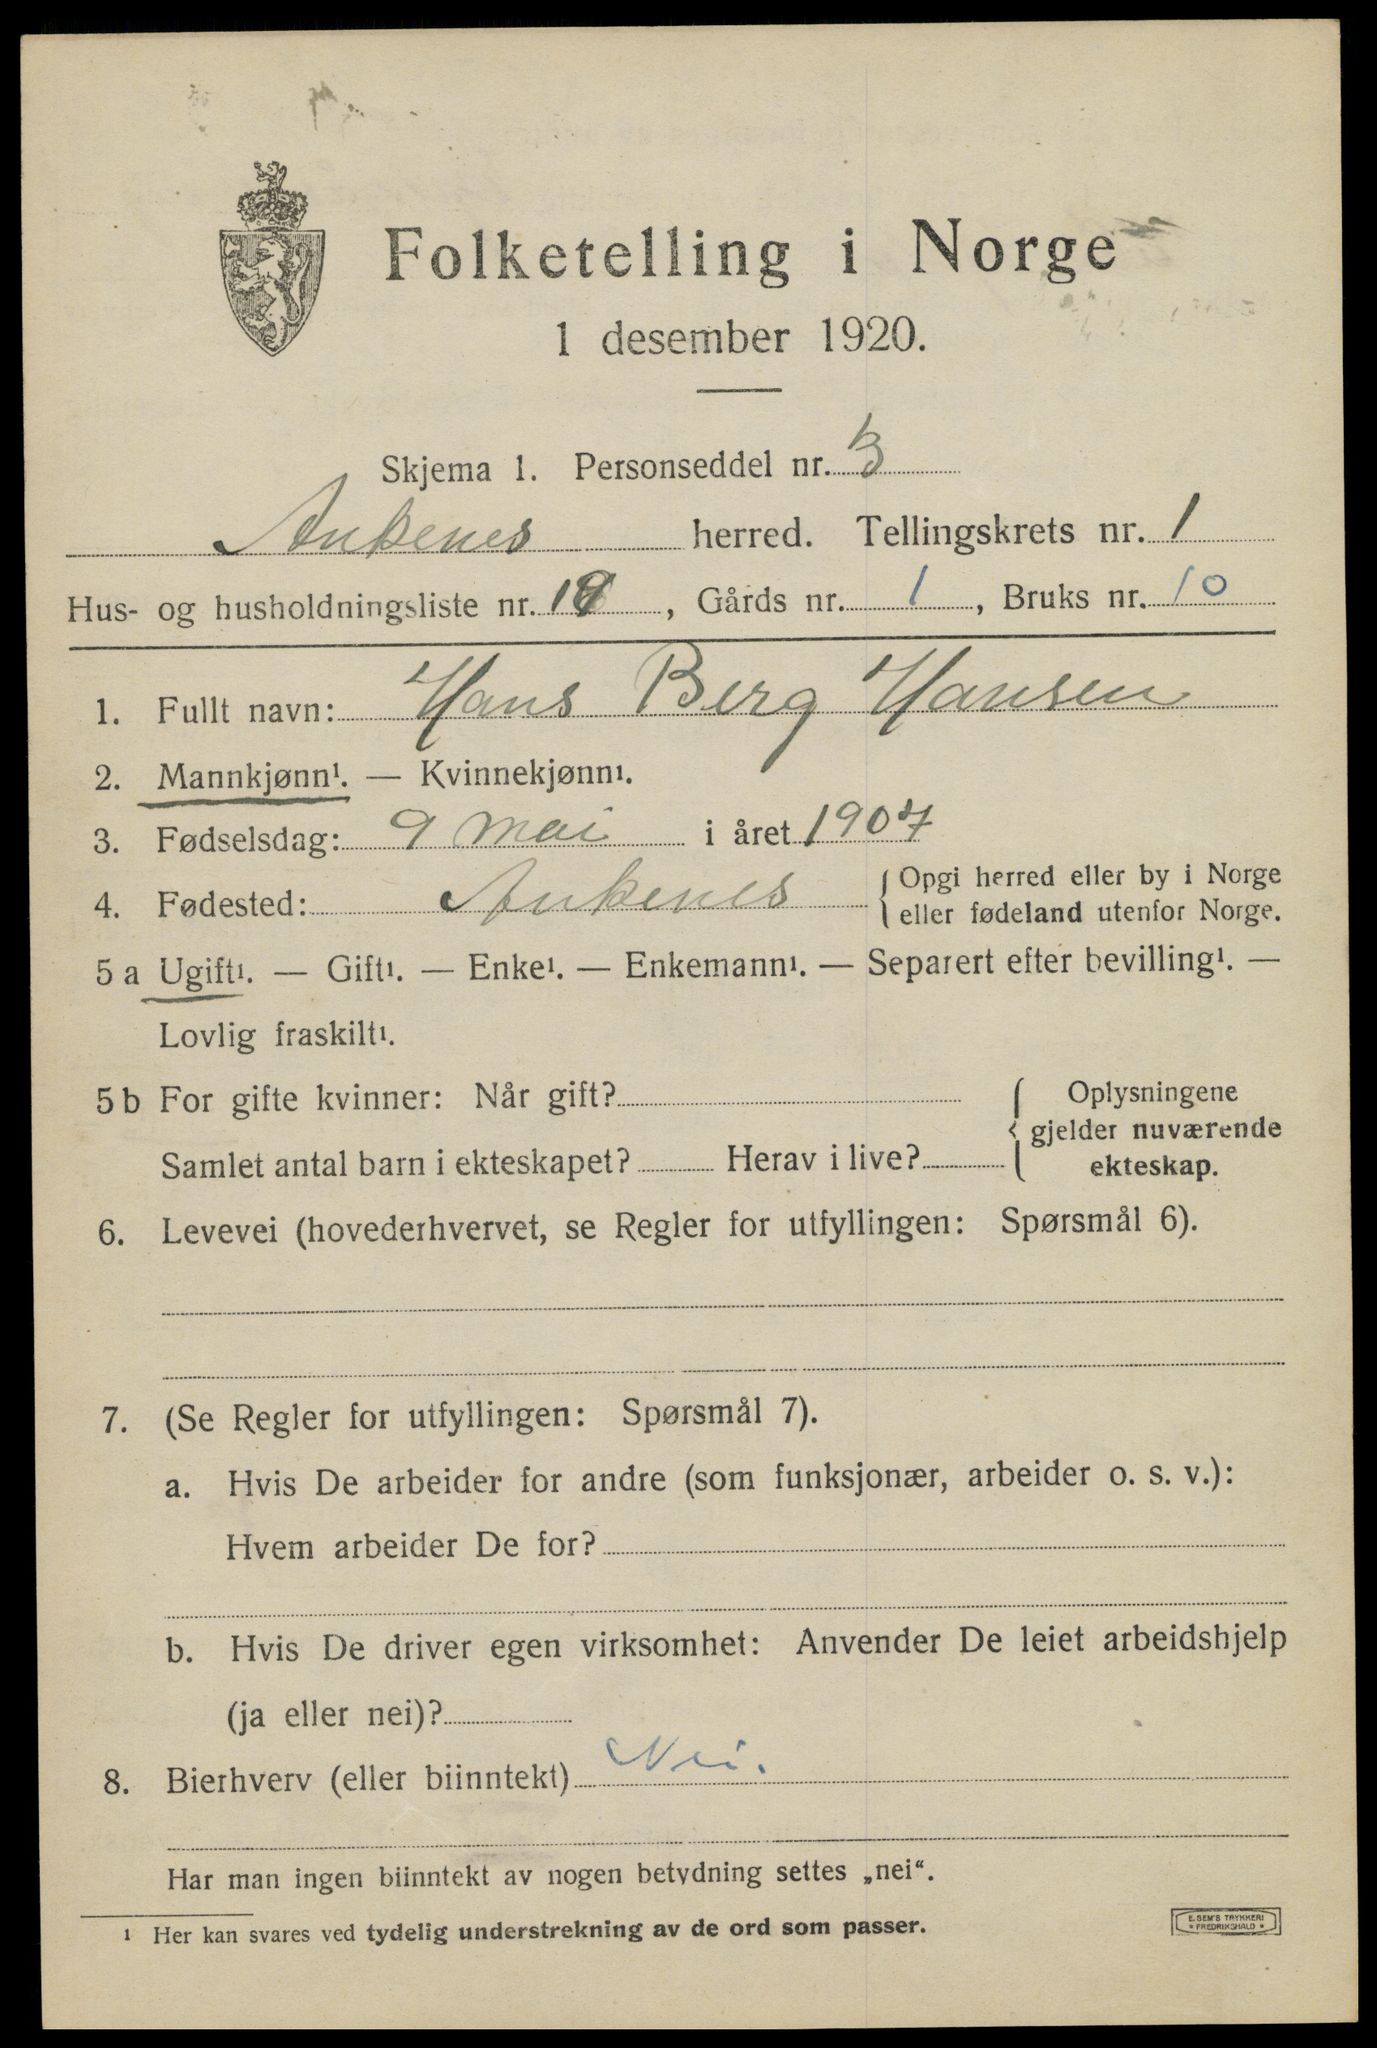 Folketelling i Norge
1 desember 1920.
Skjema 1. Personseddel nr. 3
Ankenes herred. Tellingskrets nr. 1
Hus- og husholdningsliste nr. , Gårds nr. 1, Bruks nr. 10
1. Fullt navn: Hans Berg Hansen
2. Mannkjønn¹. — Kvinnekjønn¹.
3. Fødselsdag: 9 mai i året 1907
4. Fødested: Ankenes {Opgi herred eller by i Norge
eller fødeland utenfor Norge.
5 a Ugift¹. — Gift¹. — Enke¹. — Enkemann¹. — Separert efter bevilling¹. —
Lovlig fraskilt¹.
5 b For gifte kvinner: Når gift? { Oplysningene
gjelder nuværende
Samlet antal barn i ekteskapet? Herav i live? ekteskap.
6. Levevei (hovederhvervet, se Regler for utfyllingen: Spørsmål 6).
7. (Se Regler for utfyllingen: Spørsmål 7).
a. Hvis De arbeider for andre (som funksjonær, arbeider o. s. v.):
Hvem arbeider De for?
b. Hvis De driver egen virksomhet: Anvender De leiet arbeidshjelp
(ja eller nei)?
8. Bierhverv (eller biinntekt) Nei.
Har man ingen biinntekt av nogen betydning settes „nei“.
¹ Her kan svares ved tydelig understrekning av de ord som passer.
E. SEM'S TRYKKERI
* FREDRIKSHALD *